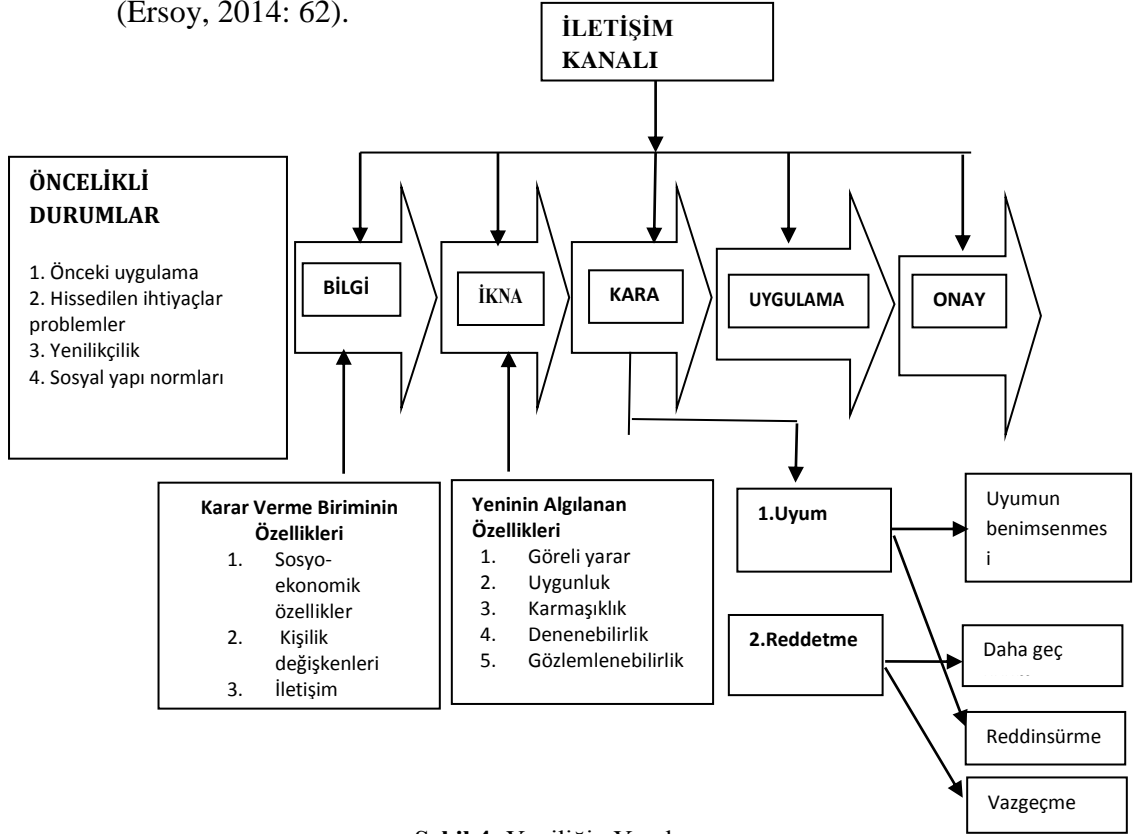 (Ersoy, 2014: 62).
İLETİŞİM
KANALI
ÖNCELİKLİ
DURUMLAR
1. Önceki uygulama
2. Hissedilen ihtiyaçlar
problemler
3. Yenilikçilik
4. Sosyal yapı normları
BİLGİ
İKNA
KARA
UYGULAMA
ONAY
Karar Verme Biriminin
Özellikleri
1. Sosyo-
ekonomik
özellikler
2. Kişilik
değişkenleri
3. İletişim
Yeninin Algılanan
Özellikleri
1. Göreli yarar
2. Uygunluk
3. Karmaşıklık
4. Denenebilirlik
5. Gözlemlenebilirlik
1.Uyum
2.Reddetme
Uyumun
benimsenmes
i
Daha geç
Reddinsürme
Vazgeçme